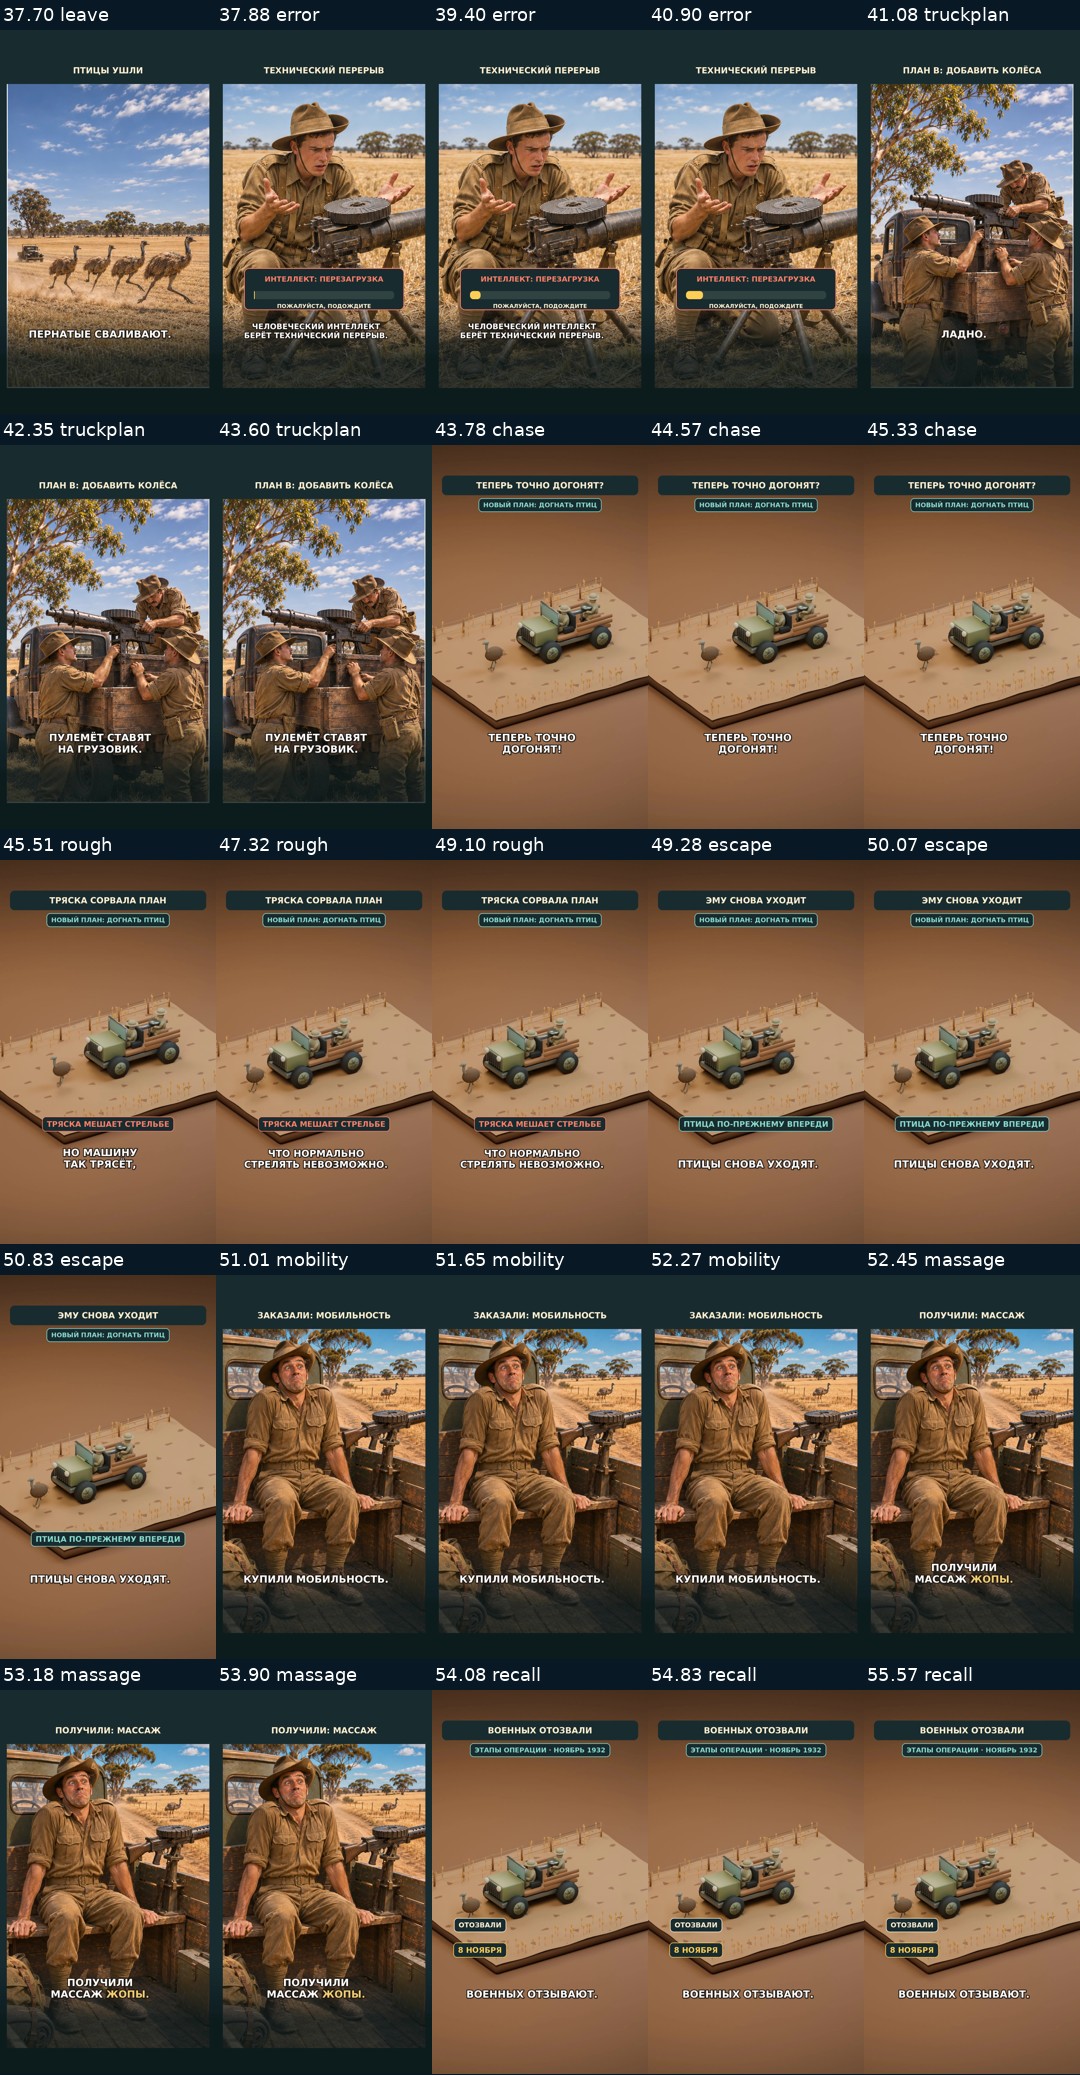 37.70 leave
37.88 error
39.40 error
40.90 error
41.08 truckplan
ПТИЦЫ УШЛИ
ПЕРНАТЫЕ СВАЛИВАЮТ.
ТЕХНИЧЕСКИЙ ПЕРЕРЫВ
ИНТЕЛЛЕКТ: ПЕРЕЗАГРУЗКА
ПОЖАЛУЙСТА, ПОДОЖДИТЕ
ЧЕЛОВЕЧЕСКИЙ ИНТЕЛЛЕКТ
БЕРЁТ ТЕХНИЧЕСКИЙ ПЕРЕРЫВ.
ТЕХНИЧЕСКИЙ ПЕРЕРЫВ
ИНТЕЛЛЕКТ: ПЕРЕЗАГРУЗКА
ПОЖАЛУЙСТА, ПОДОЖДИТЕ
ЧЕЛОВЕЧЕСКИЙ ИНТЕЛЛЕКТ
БЕРЁТ ТЕХНИЧЕСКИЙ ПЕРЕРЫВ.
ТЕХНИЧЕСКИЙ ПЕРЕРЫВ
ИНТЕЛЛЕКТ: ПЕРЕЗАГРУЗКА
ПОЖАЛУЙСТА, ПОДОЖДИТЕ
ПЛАН B: ДОБАВИТЬ КОЛЁСА
ЛАДНО.
42.35 truckplan
43.60 truckplan
43.78 chase
44.57 chase
45.33 chase
ПЛАН B: ДОБАВИТЬ КОЛЁСА
ПУЛЕМЁТ СТАВЯТ
НА ГРУЗОВИК.
ПЛАН B: ДОБАВИТЬ КОЛЁСА
ПУЛЕМЁТ СТАВЯТ
НА ГРУЗОВИК.
ТЕПЕРЬ ТОЧНО ДОГОНЯТ?
НОВЫЙ ПЛАН: ДОГНАТЬ ПТИЦ
ТЕПЕРЬ ТОЧНО
ДОГОНЯТ!
ТЕПЕРЬ ТОЧНО ДОГОНЯТ?
НОВЫЙ ПЛАН: ДОГНАТЬ ПТИЦ
ТЕПЕРЬ ТОЧНО
ДОГОНЯТ!
ТЕПЕРЬ ТОЧНО ДОГОНЯТ?
НОВЫЙ ПЛАН: ДОГНАТЬ ПТИЦ
ТЕПЕРЬ ТОЧНО
ДОГОНЯТ!
45.51 rough
47.32 rough
49.10 rough
49.28 escape
50.07 escape
ТРЯСКА СОРВАЛА ПЛАН
НОВЫЙ ПЛАН: ДОГНАТЬ ПТИЦ
ТРЯСКА МЕШАЕТ СТРЕЛЬБЕ
НО МАШИНУ
ТАК ТРЯСЁТ,
ТРЯСКА СОРВАЛА ПЛАН
НОВЫЙ ПЛАН: ДОГНАТЬ ПТИЦ
ТРЯСКА МЕШАЕТ СТРЕЛЬБЕ
ЧТО НОРМАЛЬНО
СТРЕЛЯТЬ НЕВОЗМОЖНО.
ТРЯСКА СОРВАЛА ПЛАН
НОВЫЙ ПЛАН: ДОГНАТЬ ПТИЦ
ТРЯСКА МЕШАЕТ СТРЕЛЬБЕ
ЧТО НОРМАЛЬНО
СТРЕЛЯТЬ НЕВОЗМОЖНО.
ЭМУ СНОВА УХОДИТ
НОВЫЙ ПЛАН: ДОГНАТЬ ПТИЦ
ПТИЦА ПО-ПРЕЖНЕМУ ВПЕРЕДИ
ПТИЦЫ СНОВА УХОДЯТ.
ЭМУ СНОВА УХОДИТ
НОВЫЙ ПЛАН: ДОГНАТЬ ПТИЦ
ПТИЦА ПО-ПРЕЖНЕМУ ВПЕРЕДИ
ПТИЦЫ СНОВА УХОДЯТ.
50.83 escape
51.01 mobility
51.65 mobility
52.27 mobility
52.45 massage
ЭМУ СНОВА УХОДИТ
НОВЫЙ ПЛАН: ДОГНАТЬ ПТИЦ
ПТИЦА ПО-ПРЕЖНЕМУ ВПЕРЕДИ
ПТИЦЫ СНОВА УХОДЯТ.
ЗАКАЗАЛИ: МОБИЛЬНОСТЬ
КУПИЛИ МОБИЛЬНОСТЬ.
ЗАКАЗАЛИ: МОБИЛЬНОСТЬ
КУПИЛИ МОБИЛЬНОСТЬ.
ЗАКАЗАЛИ: МОБИЛЬНОСТЬ
КУПИЛИ МОБИЛЬНОСТЬ.
ПОЛУЧИЛИ: МАССАЖ
ПОЛУЧИЛИ
МАССАЖ ЖОПЫ.
53.18 massage
53.90 massage
54.08 recall
54.83 recall
55.57 recall
ПОЛУЧИЛИ: МАССАЖ
ПОЛУЧИЛИ
МАССАЖ ЖОПЫ.
ПОЛУЧИЛИ: МАССАЖ
ПОЛУЧИЛИ
МАССАЖ ЖОПЫ.
ВОЕННЫХ ОТОЗВАЛИ
ЭТАПЫ ОПЕРАЦИИ · НОЯБРЬ 1932
ОТОЗВАЛИ
8 НОЯБРЯ
ВОЕННЫХ ОТЗЫВАЮТ.
ВОЕННЫХ ОТОЗВАЛИ
ЭТАПЫ ОПЕРАЦИИ · НОЯБРЬ 1932
ОТОЗВАЛИ
8 НОЯБРЯ
ВОЕННЫХ ОТЗЫВАЮТ.
ВОЕННЫХ ОТОЗВАЛИ
ЭТАПЫ ОПЕРАЦИИ · НОЯБРЬ 1932
ОТОЗВАЛИ
8 НОЯБРЯ
ВОЕННЫХ ОТЗЫВАЮТ.